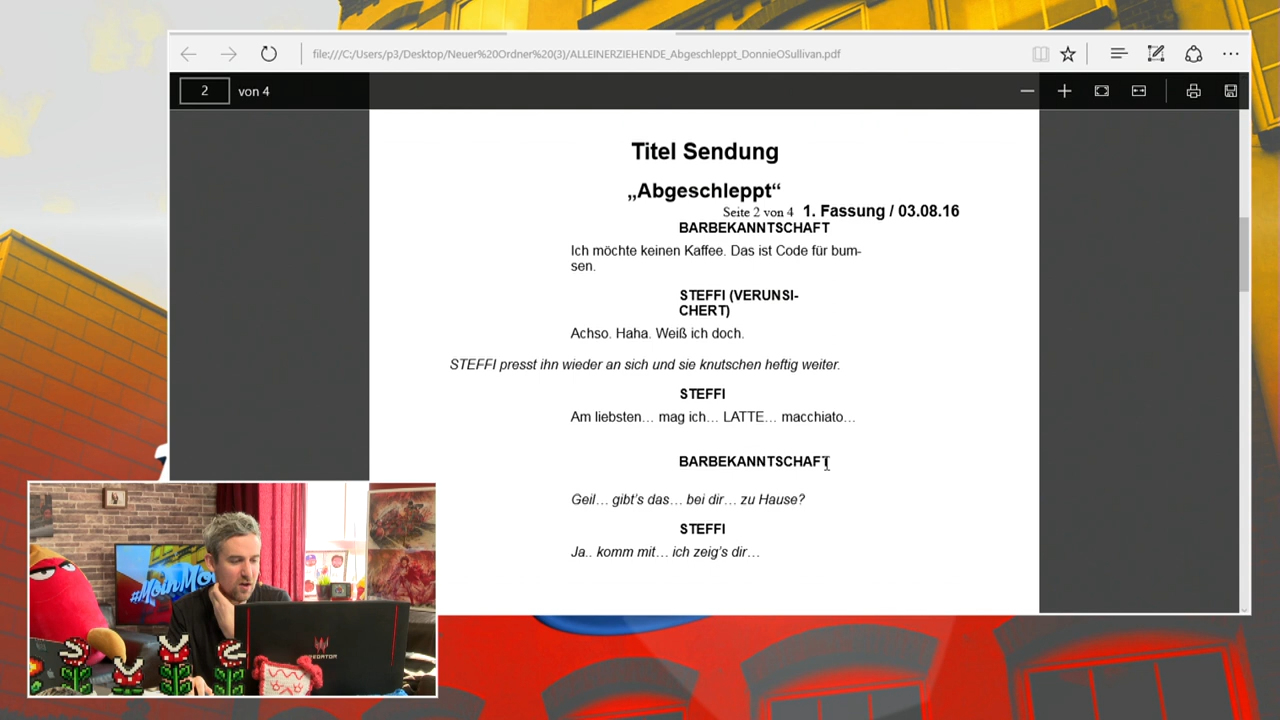 file:///C:/Users/p3/Desktop/Neuer%20Ordner%20(3)/ALLEINERZIEHENDE_Abgeschleppt_DonnieOSullivan.pdf
2 von 4
Titel Sendung
„Abgeschleppt“
Seite 2 von 4 1. Fassung / 03.08.16
BARBEKANNTSCHAFT
Ich möchte keinen Kaffee. Das ist Code für bum-
sen.
STEFFI (VERUNSI-
CHERT)
Achso. Haha. Weiß ich doch.
STEFFI presst ihn wieder an sich und sie knutschen heftig weiter.
STEFFI
Am liebsten… mag ich… LATTE… macchiato…
BARBEKANNTSCHAFT
Geil… gibt’s das… bei dir… zu Hause?
STEFFI
Ja.. komm mit… ich zeig’s dir…
#MoinMo
PREDATOR